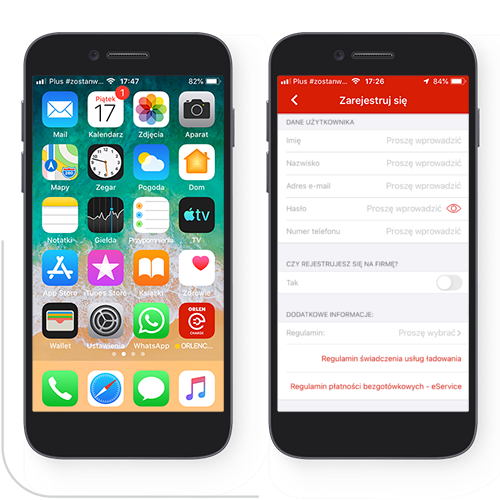 Plus #zostanw... 17:47 82%
Piątek
17
1
Mail Kalendarz Zdjęcia Aparat
280
Mapy Zegar Pogoda Dom
tv
Notatki Giełda Przypomnienia TV
App Store iTunes Store Książki Zdrowie
ORLEN
CHARGE
Wallet Ustawienia WhatsApp ORLENC...
Plus #zostanw... 17:26 84%
Zarejestruj się
DANE UŻYTKOWNIKA
Imię Proszę wprowadzić
Nazwisko Proszę wprowadzić
Adres e-mail Proszę wprowadzić
Hasło Proszę wprowadzić
Numer telefonu Proszę wprowadzić
CZY REJESTRUJESZ SIĘ NA FIRMĘ?
Tak
DODATKOWE INFORMACJE:
Regulamin: Proszę wybrać
Regulamin świadczenia usług ładowania
Regulamin płatności bezgotówkowych - eService